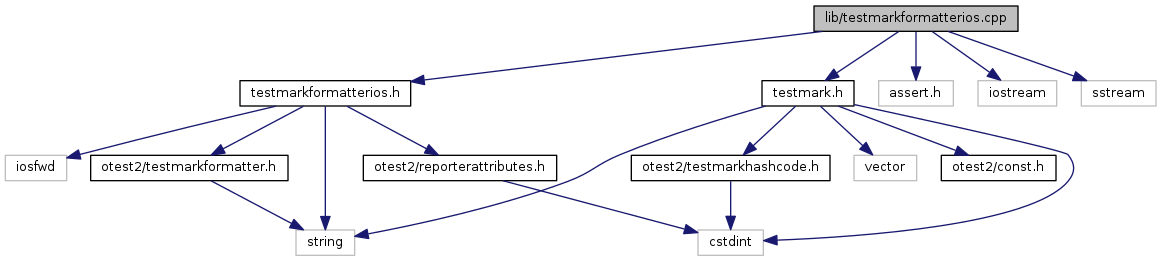 lib/testmarkformatterios.cpp
testmarkformatterios.h
testmark.h
assert.h
iostream
sstream
iosfwd
otest2/testmarkformatter.h
otest2/reporterattributes.h
otest2/testmarkhashcode.h
vector
otest2/const.h
string
cstdint